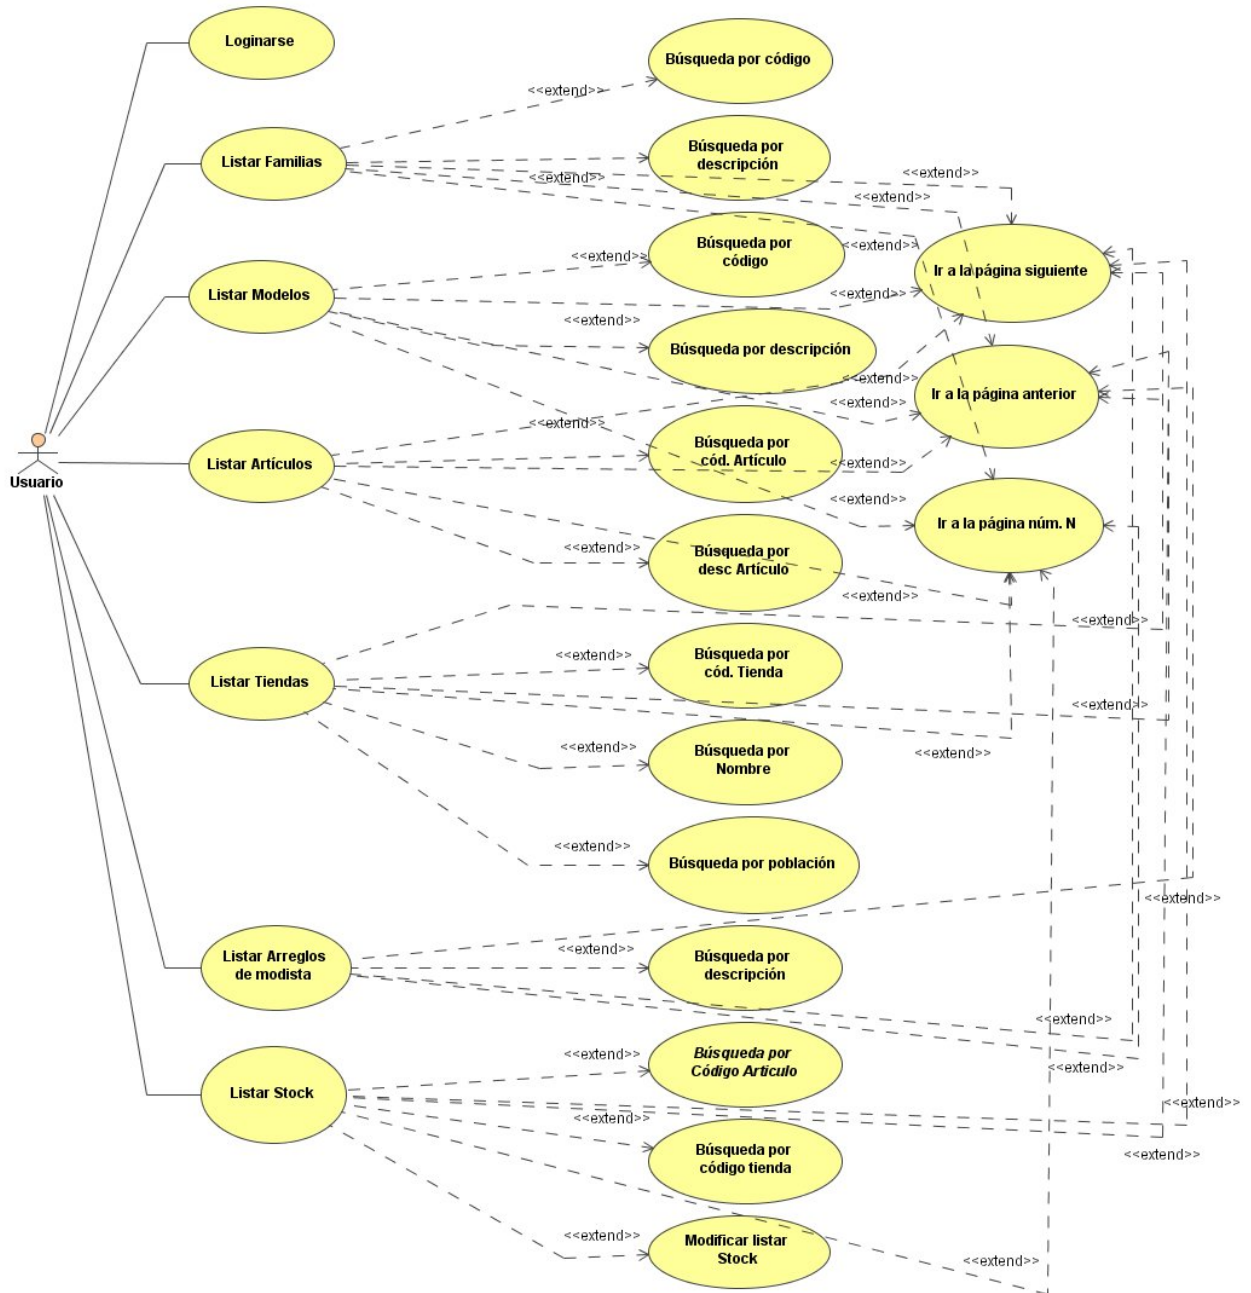 Loginarse
Búsqueda por código
<<extend>>
Listar Familias
Búsqueda por
descripción
<<extend>>
<<extend>>
<<extend>>
Búsqueda por
código
<<extend>>
<<extend>>
Ir a la página siguiente
Listar Modelos
<<extend>>
<<extend>>
Búsqueda por descripción
<<extend>>
Ir a la página anterior
<<extend>>
<<extend>>
Búsqueda por
cód. Artículo
Listar Artículos
<<extend>>
Usuario
<<extend>>
Ir a la página núm. N
<<extend>>
Búsqueda por
desc Artículo
<<extend>>
<<extend>>
Búsqueda por
cód. Tienda
<<extend>>
Listar Tiendas
<<extend>>
<<extend>>
Búsqueda por
Nombre
<<extend>>
<<extend>>
Búsqueda por población
<<extend>>
Listar Arreglos
de modista
<<extend>>
Búsqueda por
descripción
<<extend>>
<<extend>>
Búsqueda por
Código Articulo
<<extend>>
Listar Stock
<<extend>>
<<extend>>
Búsqueda por
código tienda
<<extend>>
<<extend>>
Modificar listar
Stock
<<extend>>